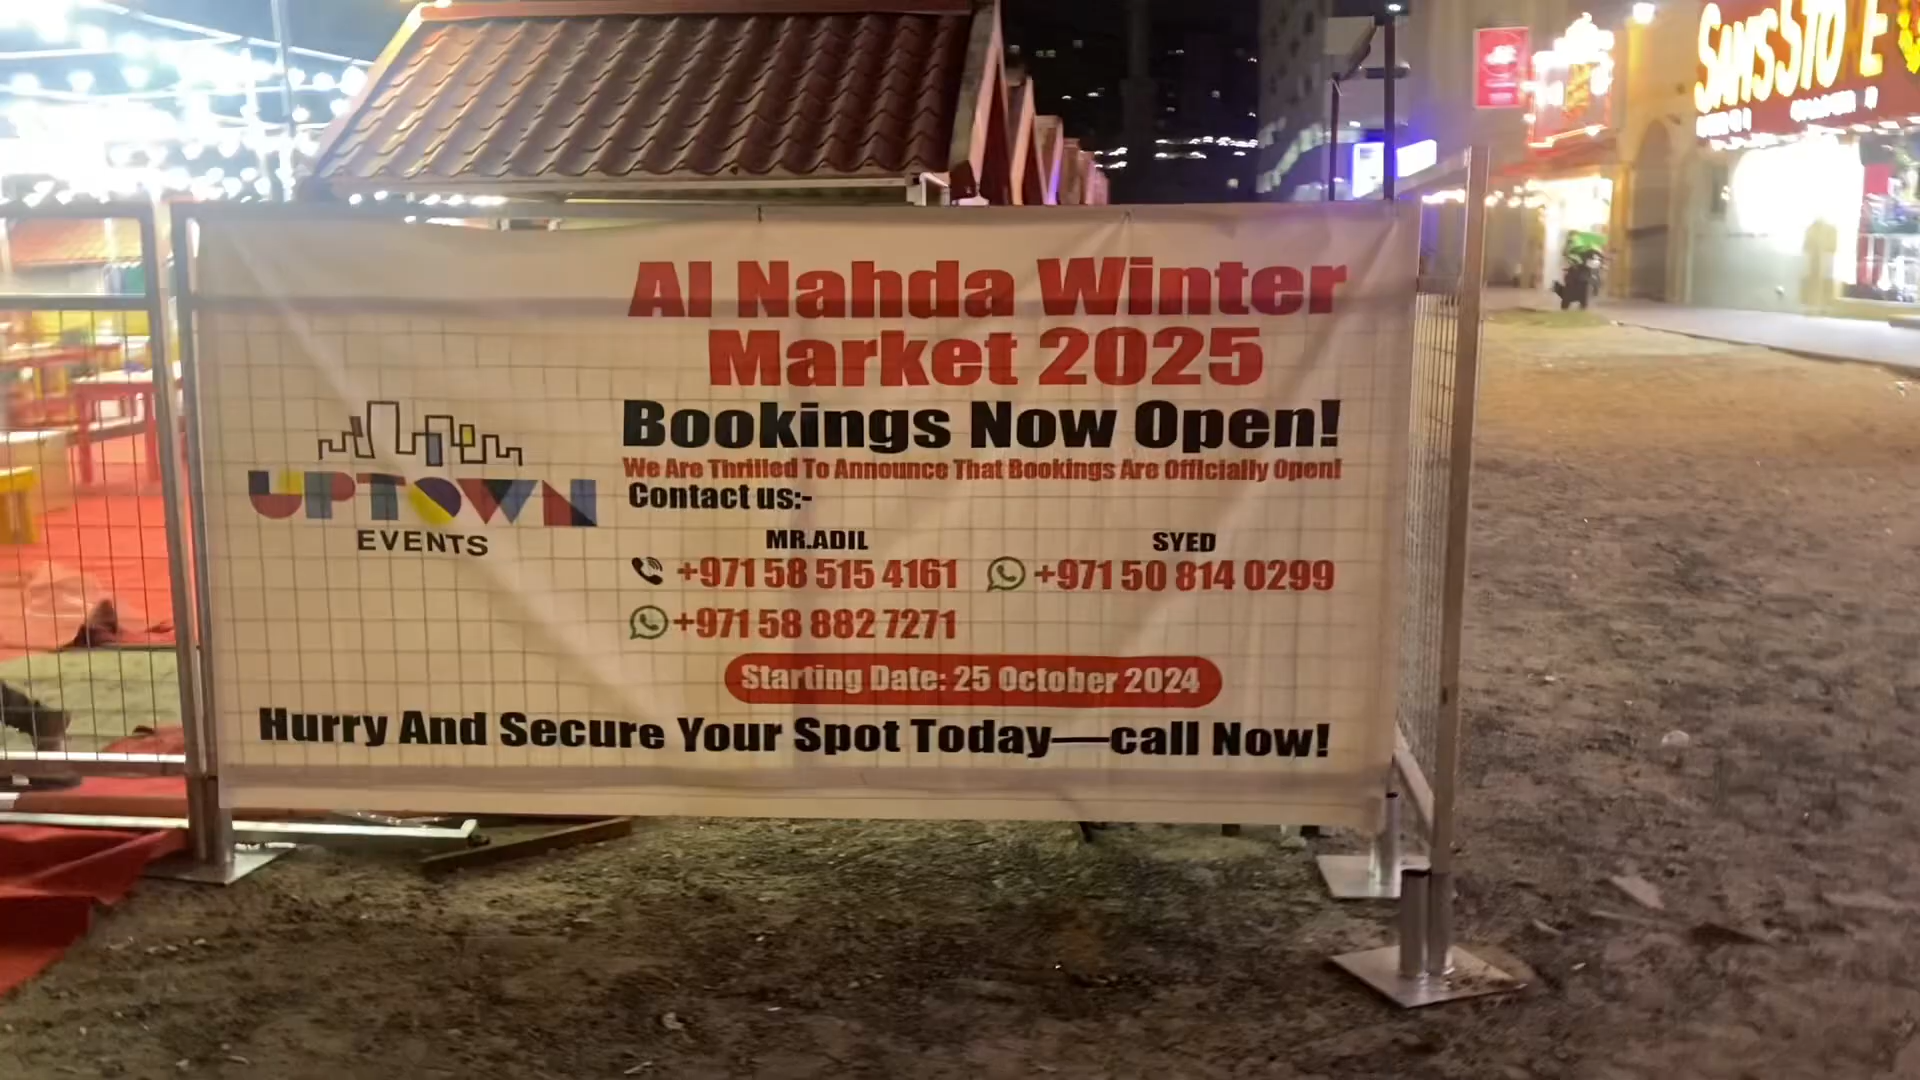 SAMSSTO E
Al Nahda Winter
Market 2025
Bookings Now Open!
We Are Thrilled To Announce That Bookings Are Officially Open!
Contact us:-
UPTOWN
EVENTS
MR.ADIL
SYED
+971 58 515 4161
+971 50 814 0299
+971 58 882 7271
Starting Date: 25 October 2024
Hurry And Secure Your Spot Today—call Now!